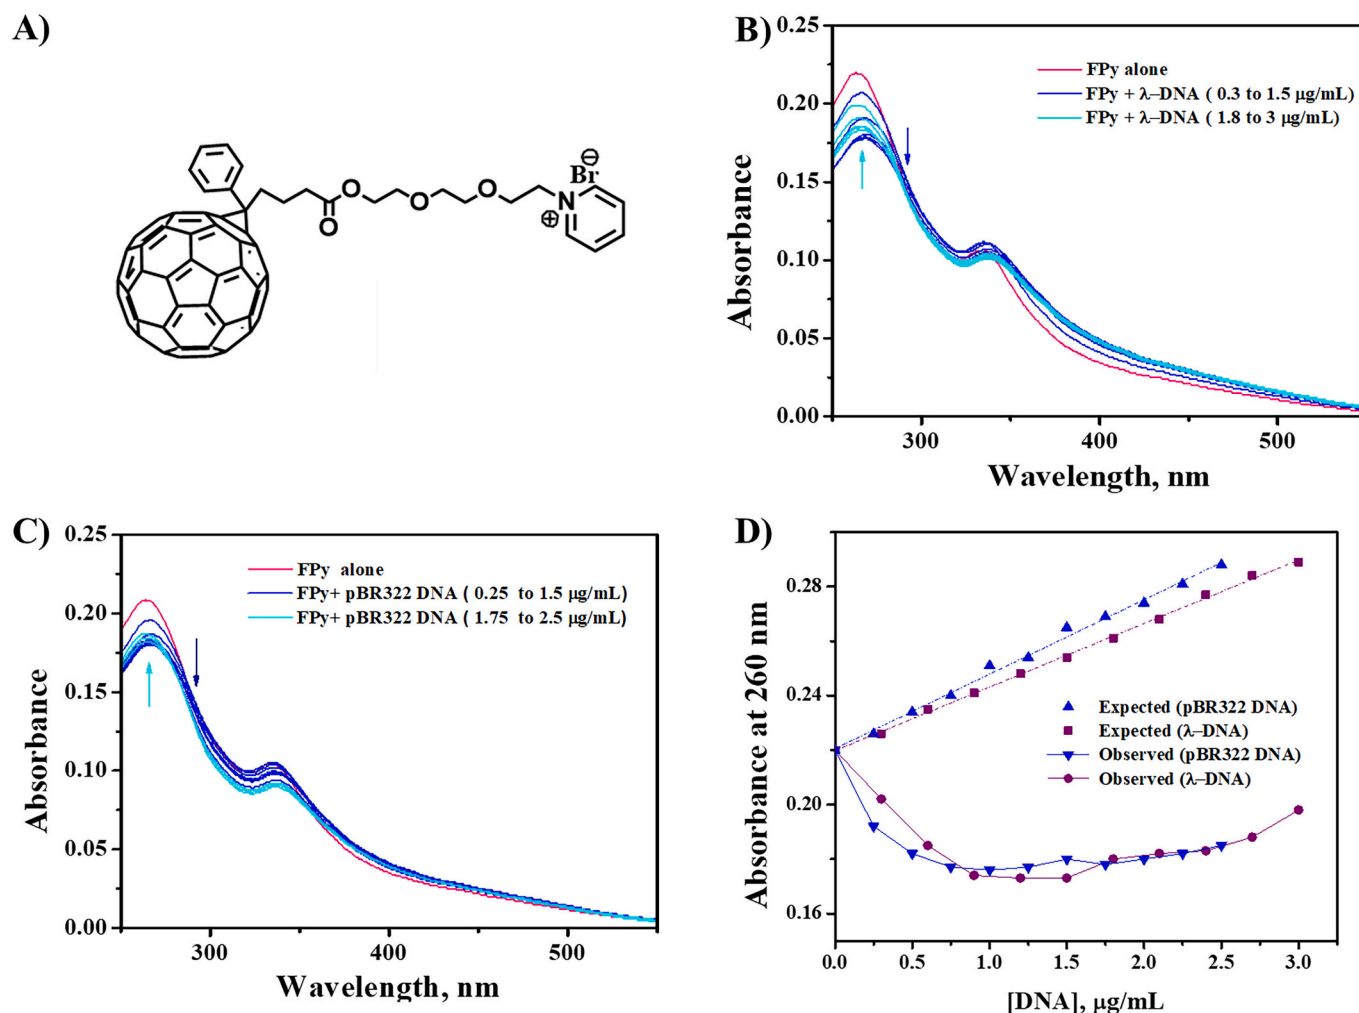 A)
Br
⊖
O
O
O
O
N
⊕
B)
0.25
0.20
0.15
0.10
0.05
0.00
Absorbance
FPy alone
FPy + λ–DNA ( 0.3 to 1.5 μg/mL)
FPy + λ–DNA ( 1.8 to 3 μg/mL)
300
400
500
Wavelength, nm
C)
0.25
0.20
0.15
0.10
0.05
0.00
Absorbance
FPy alone
FPy+ pBR322 DNA ( 0.25 to 1.5 μg/mL)
FPy+ pBR322 DNA ( 1.75 to 2.5 μg/mL)
300
400
500
Wavelength, nm
D)
0.28
0.24
0.20
0.16
Absorbance at 260 nm
Expected (pBR322 DNA)
Expected (λ–DNA)
Observed (pBR322 DNA)
Observed (λ–DNA)
0.0 0.5 1.0 1.5 2.0 2.5 3.0
[DNA], μg/mL